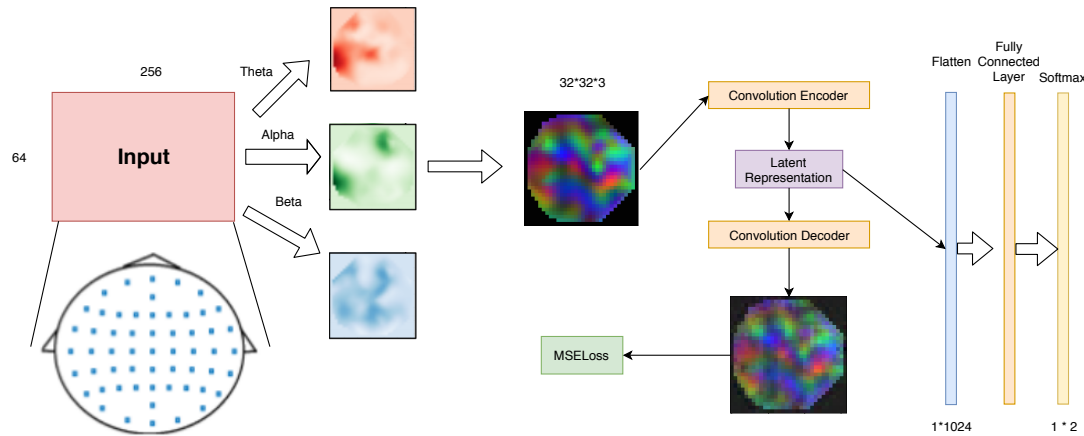 256
64
Input
Theta
Alpha
Beta
32*32*3
Convolution Encoder
Latent
Representation
Convolution Decoder
MSELoss
Flatten
Fully
Connected
Layer
Softmax
1*1024
1 * 2